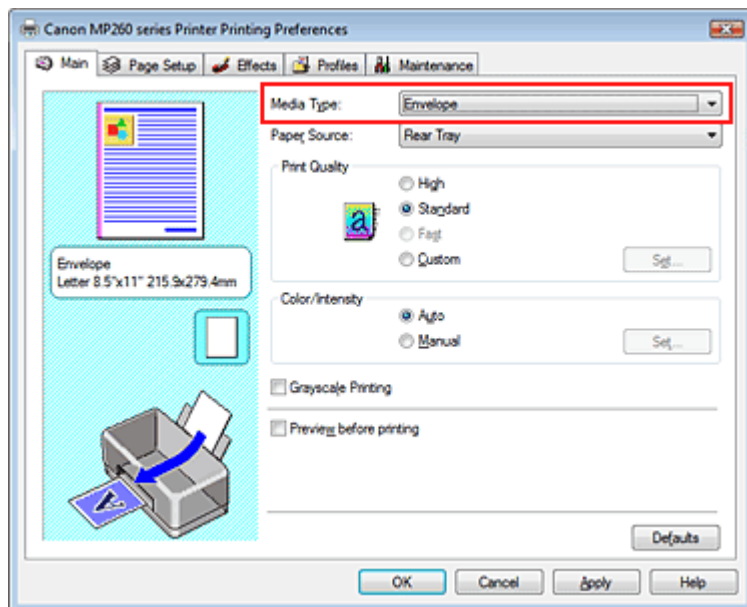 Canon MP260 series Printer Printing Preferences
Main Page Setup Effects Profiles Maintenance
Media Type: Envelope
Paper Source: Rear Tray
Print Quality
High
Standard
Fast
Custom Set...
Envelope
Letter 8.5"x11" 215.9x279.4mm
Color/Intensity
Auto
Manual Set...
Grayscale Printing
Preview before printing
Defaults
OK Cancel Apply Help